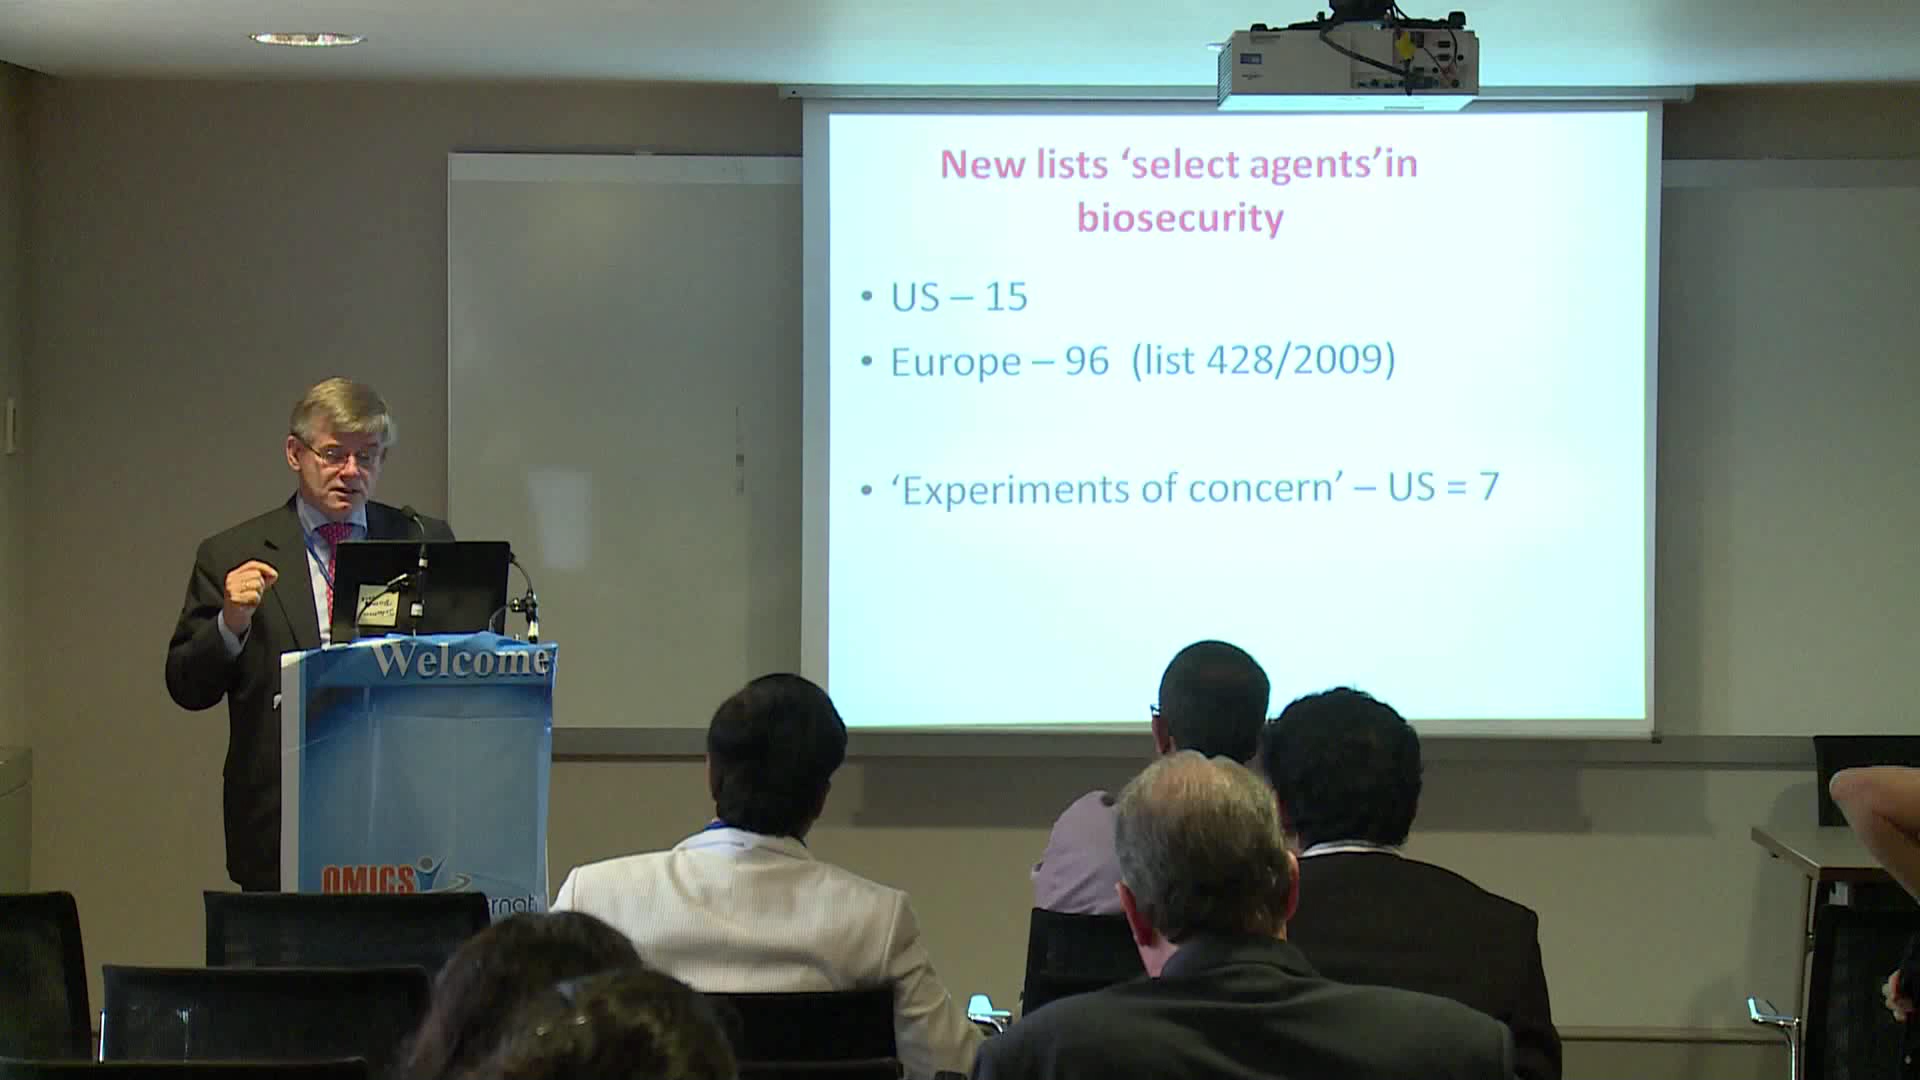 New lists ‘select agents’in
biosecurity
• US – 15
• Europe – 96 (list 428/2009)
• ‘Experiments of concern’ – US = 7
Welcome
OMICS